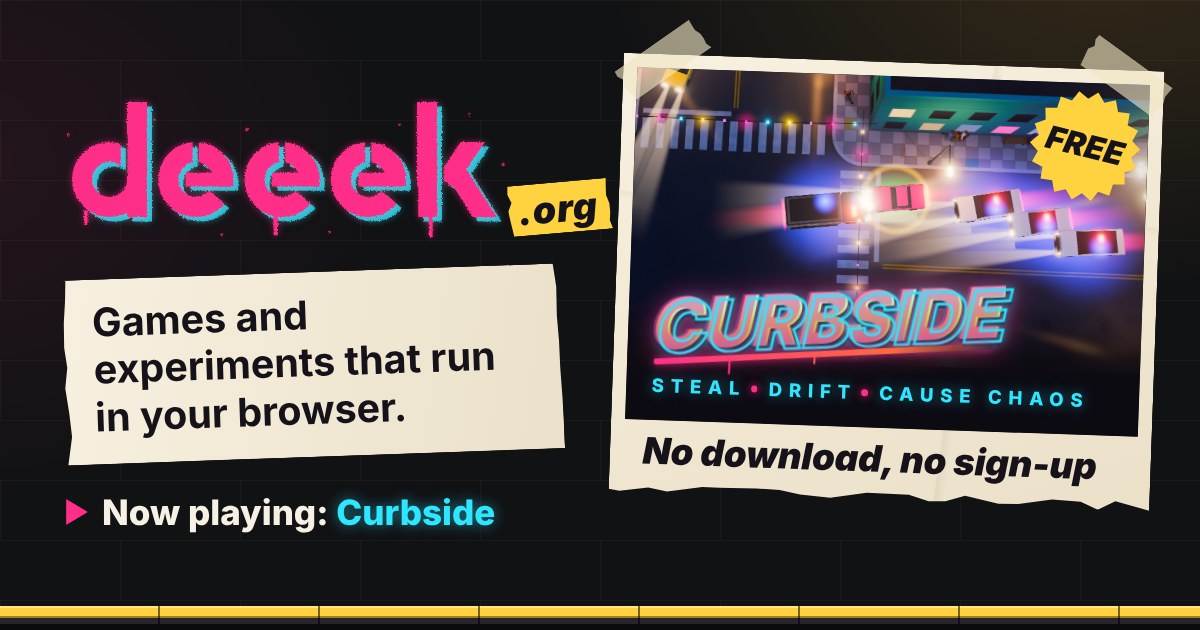 deeek
.org
Games and
experiments that run
in your browser.
▶ Now playing: Curbside
FREE
CURBSIDE
STEAL • DRIFT • CAUSE CHAOS
No download, no sign-up